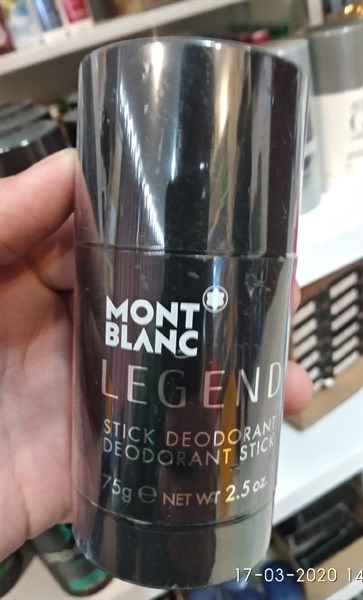 MONT
BLANC
LEGEND
STICK DEODORANT
DEODORANT STICK
75g e NET WT 2.5 oz.
17-03-2020 14